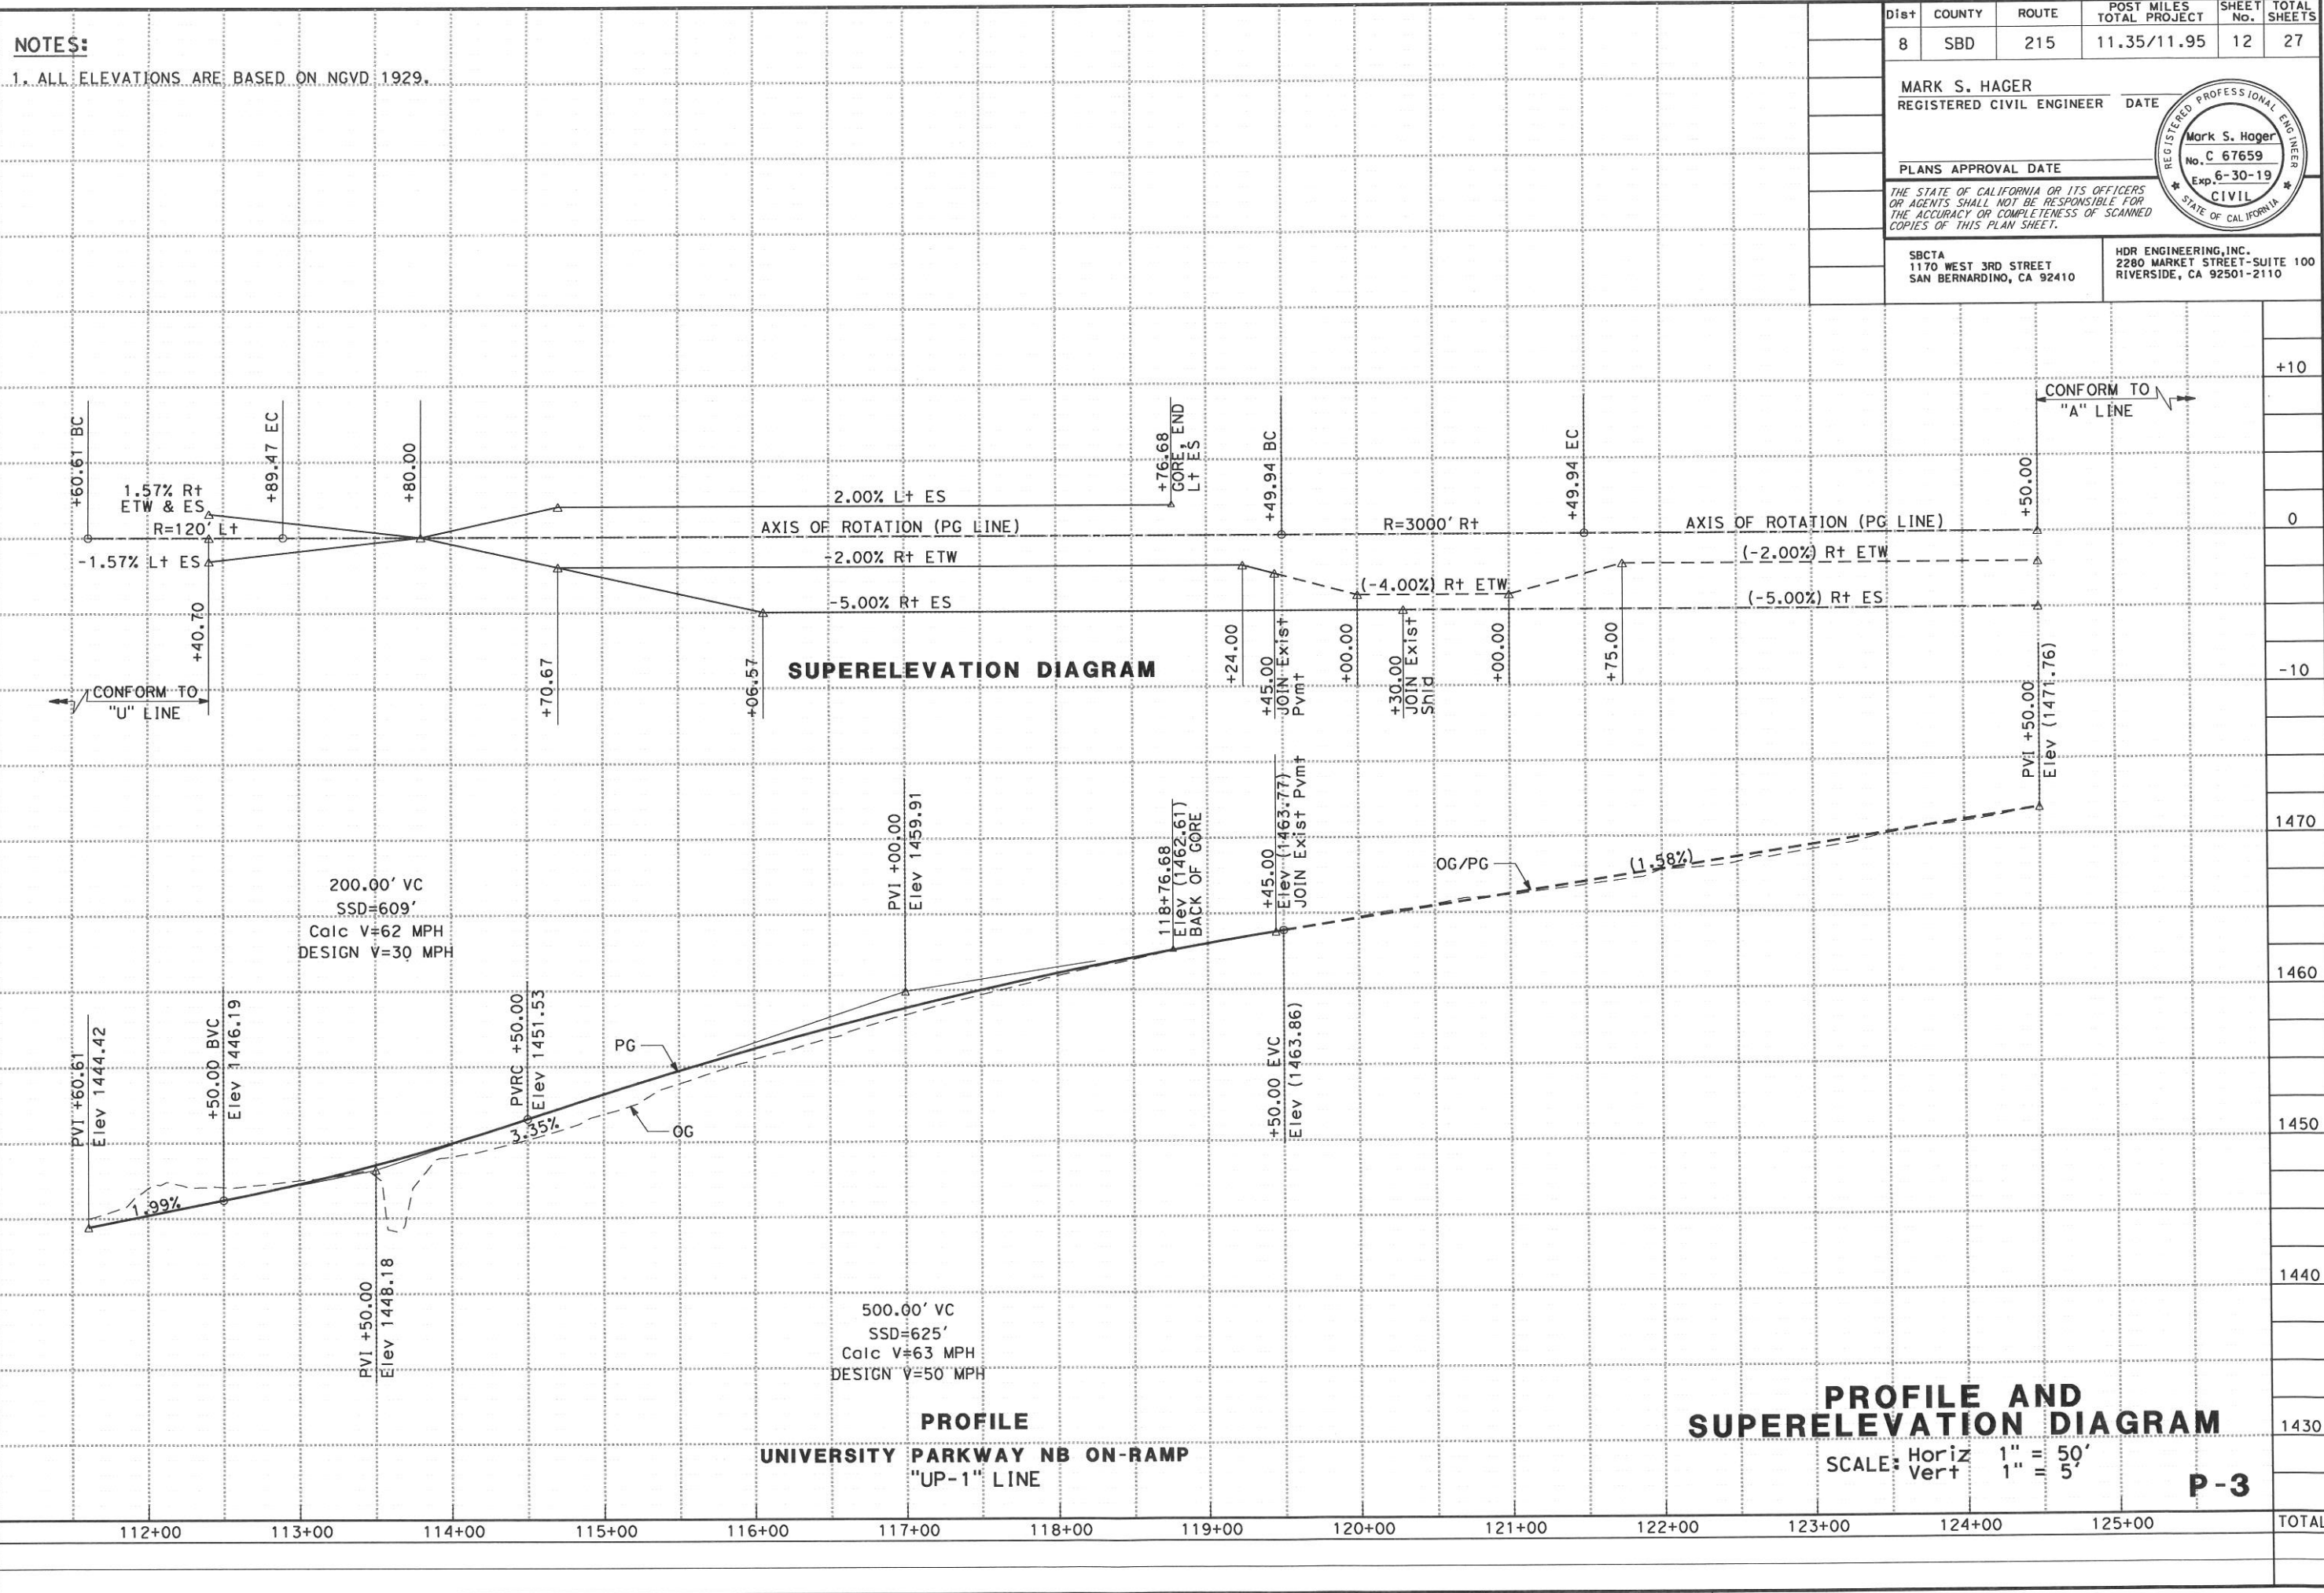 NOTES:
1. ALL ELEVATIONS ARE BASED ON NGVD 1929.
Dist COUNTY ROUTE POST MILES TOTAL PROJECT SHEET No. TOTAL SHEETS
8 SBD 215 11.35/11.95 12 27
MARK S. HAGER
REGISTERED CIVIL ENGINEER DATE
PLANS APPROVAL DATE
REGISTERED PROFESSIONAL ENGINEER
Mark S. Hager
No. C 67659
Exp. 6-30-19
CIVIL
STATE OF CALIFORNIA
THE STATE OF CALIFORNIA OR ITS OFFICERS
OR AGENTS SHALL NOT BE RESPONSIBLE FOR
THE ACCURACY OR COMPLETENESS OF SCANNED
COPIES OF THIS PLAN SHEET.
SBCTA
1170 WEST 3RD STREET
SAN BERNARDINO, CA 92410
HDR ENGINEERING,INC.
2280 MARKET STREET-SUITE 100
RIVERSIDE, CA 92501-2110
+10
0
-10
1470
1460
1450
1440
1430
+60.61 BC
1.57% Rt
ETW & ES
R=120' Lt
-1.57% Lt ES
+40.70
CONFORM TO
"U" LINE
+89.47 EC
+80.00
+70.67
+06.57
2.00% Lt ES
AXIS OF ROTATION (PG LINE)
-2.00% Rt ETW
-5.00% Rt ES
SUPERELEVATION DIAGRAM
+76.68
GORE, END
Lt ES
+49.94 BC
R=3000' Rt
+49.94 EC
AXIS OF ROTATION (PG LINE)
(-4.00%) Rt ETW
(-2.00%) Rt ETW
(-5.00%) Rt ES
+24.00
+45.00
JOIN Exist
Pvmt
+00.00
+30.00
JOIN Exist
Shld
+00.00
+75.00
+50.00
CONFORM TO
"A" LINE
PVI +50.00
Elev (1471.76)
200.00' VC
SSD=609'
Calc V=62 MPH
DESIGN V=30 MPH
PVI +60.61
Elev 1444.42
1.99%
+50.00 BVC
Elev 1446.19
PVI +50.00
Elev 1448.18
PVRC +50.00
Elev 1451.53
3.35%
PG
OG
PVI +00.00
Elev 1459.91
118+76.68
Elev (1462.61)
BACK OF GORE
+45.00
Elev (1463.77)
JOIN Exist Pvmt
+50.00 EVC
Elev (1463.86)
OG/PG
(1.58%)
500.00' VC
SSD=625'
Calc V=63 MPH
DESIGN V=50 MPH
PROFILE
UNIVERSITY PARKWAY NB ON-RAMP
"UP-1" LINE
PROFILE AND
SUPERELEVATION DIAGRAM
SCALE: Horiz 1" = 50'
Vert 1" = 5'
P-3
112+00 113+00 114+00 115+00 116+00 117+00 118+00 119+00 120+00 121+00 122+00 123+00 124+00 125+00 TOTAL